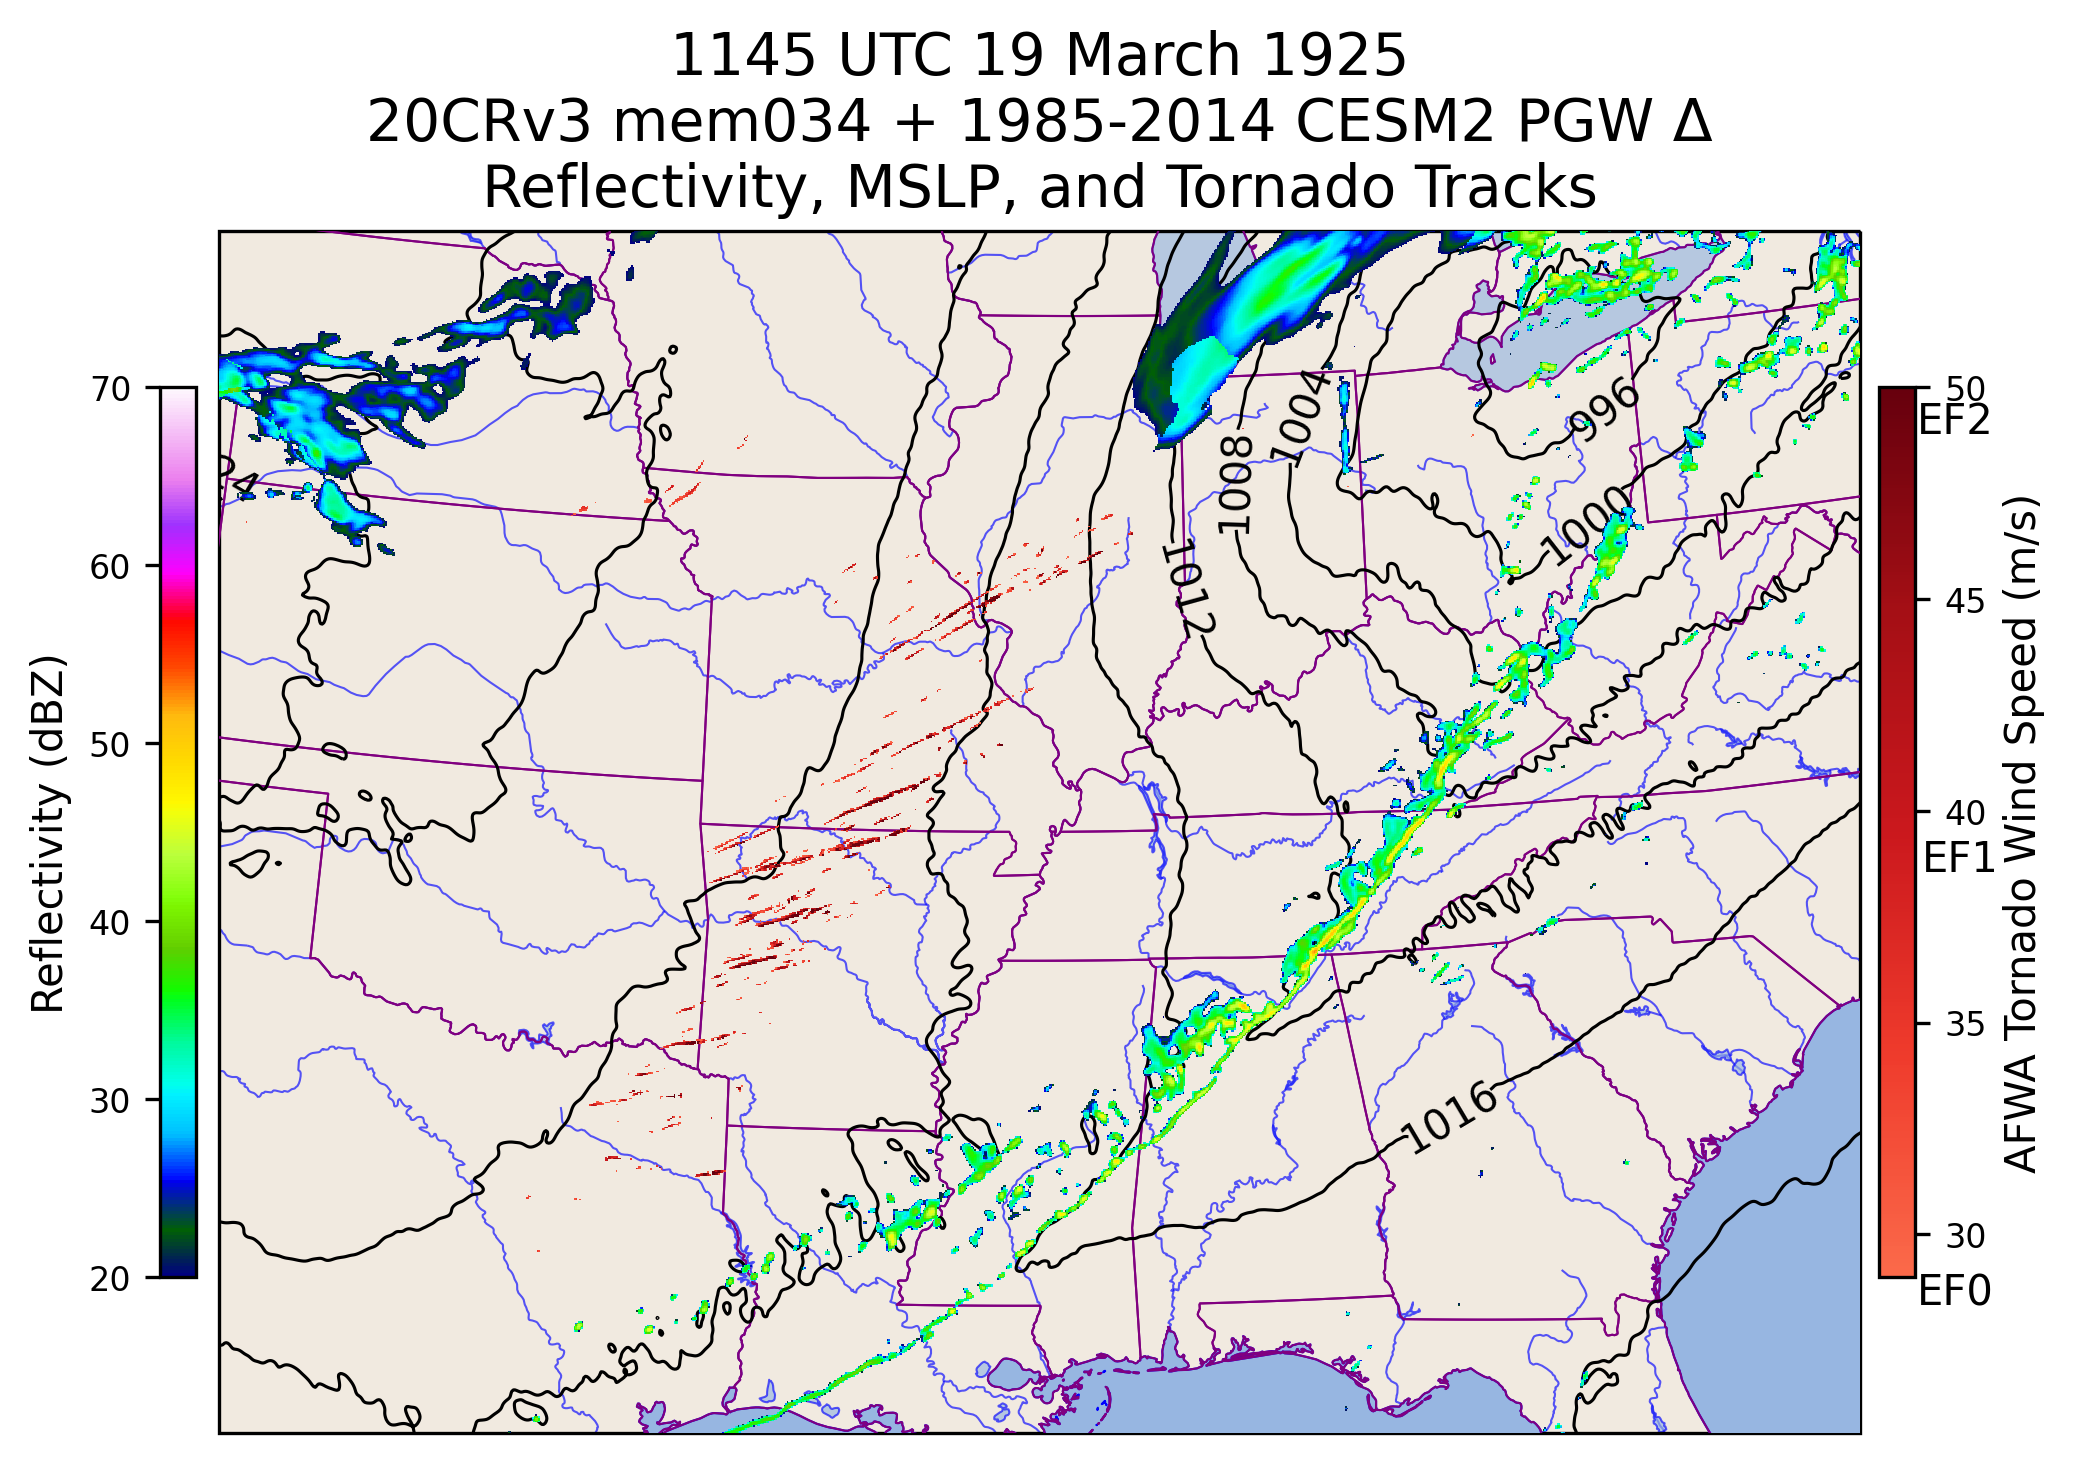 1145 UTC 19 March 1925
20CRv3 mem034 + 1985-2014 CESM2 PGW Δ
Reflectivity, MSLP, and Tornado Tracks
70
60
50
40
30
20
Reflectivity (dBZ)
1004
1008
996
1000
1012
1016
50
EF2
45
40
EF1
35
30
EF0
AFWA Tornado Wind Speed (m/s)